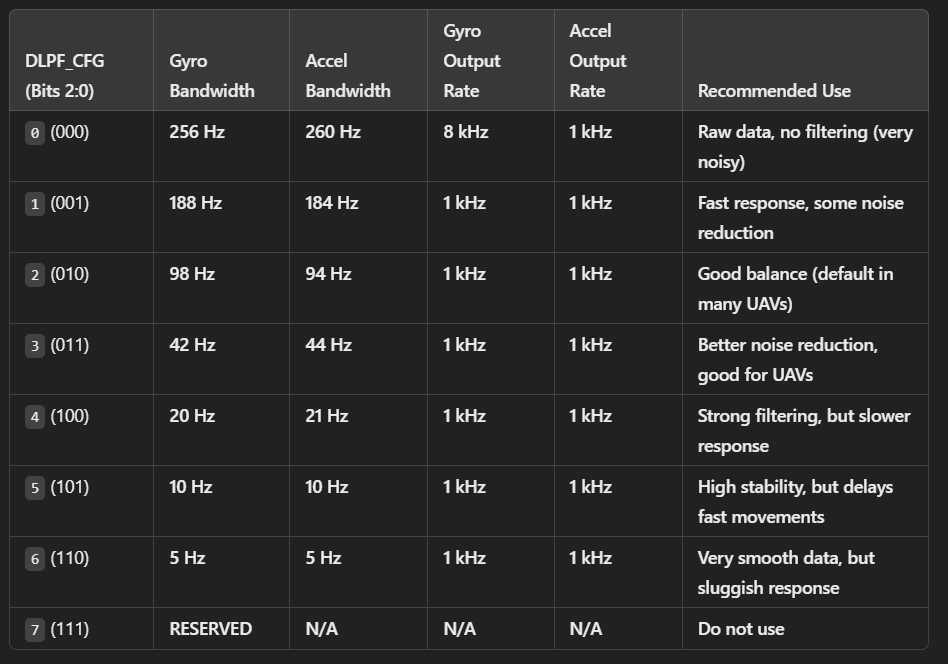 DLPF_CFG (Bits 2:0) Gyro Bandwidth Accel Bandwidth Gyro Output Rate Accel Output Rate Recommended Use
0 (000) 256 Hz 260 Hz 8 kHz 1 kHz Raw data, no filtering (very noisy)
1 (001) 188 Hz 184 Hz 1 kHz 1 kHz Fast response, some noise reduction
2 (010) 98 Hz 94 Hz 1 kHz 1 kHz Good balance (default in many UAVs)
3 (011) 42 Hz 44 Hz 1 kHz 1 kHz Better noise reduction, good for UAVs
4 (100) 20 Hz 21 Hz 1 kHz 1 kHz Strong filtering, but slower response
5 (101) 10 Hz 10 Hz 1 kHz 1 kHz High stability, but delays fast movements
6 (110) 5 Hz 5 Hz 1 kHz 1 kHz Very smooth data, but sluggish response
7 (111) RESERVED N/A N/A N/A Do not use